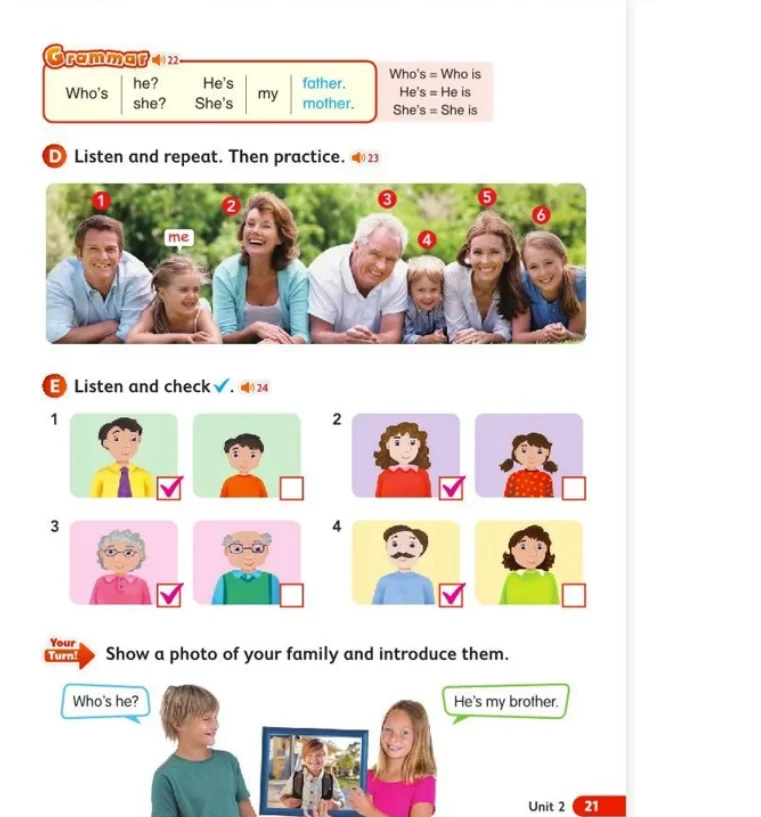 Grammar 22
Who's he? He's my father.
she? She's mother.
Who's = Who is
He's = He is
She's = She is
D Listen and repeat. Then practice. 23
1 me 2 3 4 5 6
E Listen and check ✓. 24
1 2
3 4
Your Turn! Show a photo of your family and introduce them.
Who's he? He's my brother.
Unit 2 21